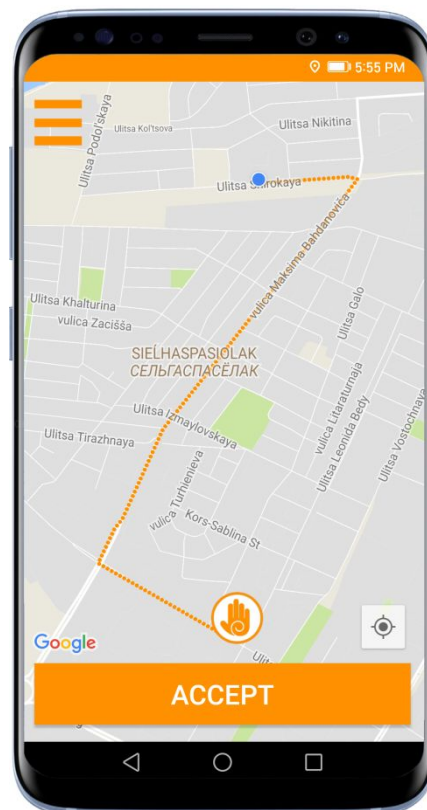 5:55 PM
Ulitsa Podol'skaya
Ulitsa Kol'tsova
Ulitsa Nikitina
Ulitsa Shirokaya
vulica Maksima Bahdanoviča
Ulitsa Khalturina
vulica Zacišša
Ulitsa Galo
SIEĹHASPASIOLAK
СЕЛЬГАСПАСЁЛАК
vulica Litaraturnaja
Ulitsa Leonida Bedy
Ulitsa Vostochnaya
Ulitsa Izmaylovskaya
Ulitsa Tirazhnaya
vulica Turhienieva
Kors-Sablina St
Google
ACCEPT